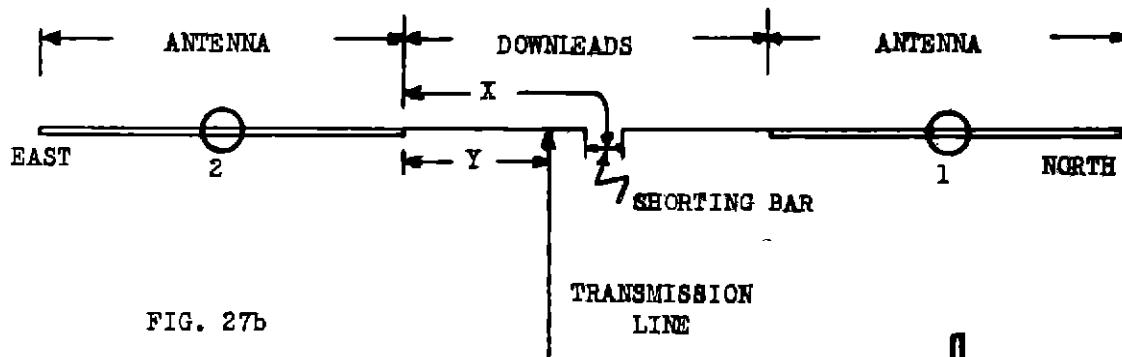 ANTENNA DOWNLEADS ANTENNA
X
EAST 2 Y 1 NORTH
SHORTING BAR
TRANSMISSION
LINE
FIG. 27b